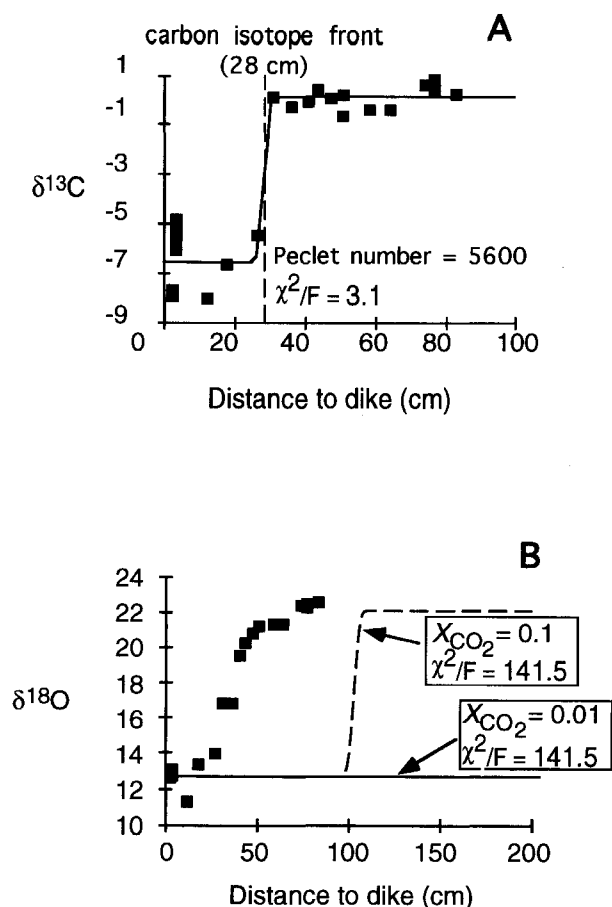 A
carbon isotope front
(28 cm)
1
-1
-3
δ13C
-5
-7
-9
Peclet number = 5600
χ2/F = 3.1
0 20 40 60 80 100
Distance to dike (cm)
B
24
22
20
18
δ18O
16
14
12
10
XCO2 = 0.1
χ2/F = 141.5
XCO2 = 0.01
χ2/F = 141.5
0 50 100 150 200
Distance to dike (cm)